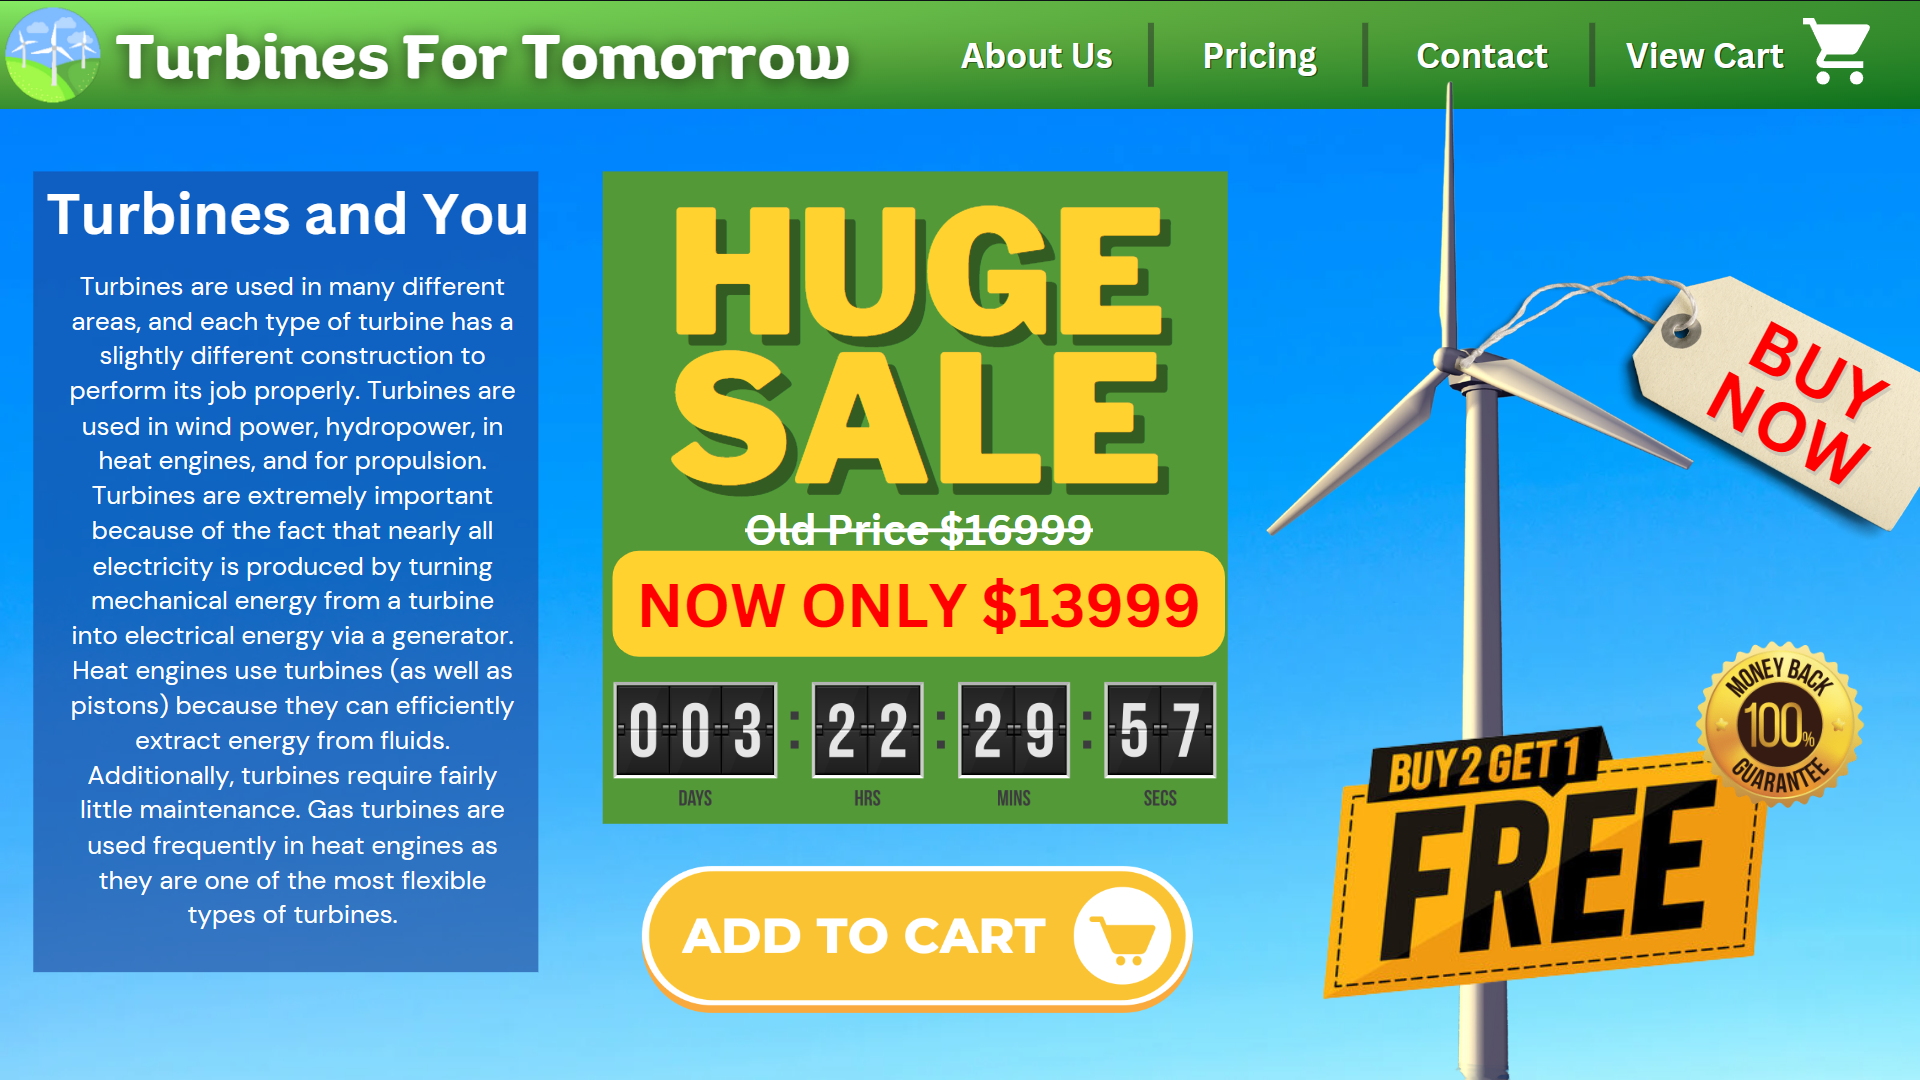 Turbines For Tomorrow
About Us
Pricing
Contact
View Cart
Turbines and You
Turbines are used in many different
areas, and each type of turbine has a
slightly different construction to
perform its job properly. Turbines are
used in wind power, hydropower, in
heat engines, and for propulsion.
Turbines are extremely important
because of the fact that nearly all
electricity is produced by turning
mechanical energy from a turbine
into electrical energy via a generator.
Heat engines use turbines (as well as
pistons) because they can efficiently
extract energy from fluids.
Additionally, turbines require fairly
little maintenance. Gas turbines are
used frequently in heat engines as
they are one of the most flexible
types of turbines.
HUGE
SALE
Old Price $16999
NOW ONLY $13999
003 : 22 : 29 : 57
DAYS HRS MINS SECS
ADD TO CART
BUY
NOW
MONEY BACK
100%
GUARANTEE
BUY 2 GET 1
FREE